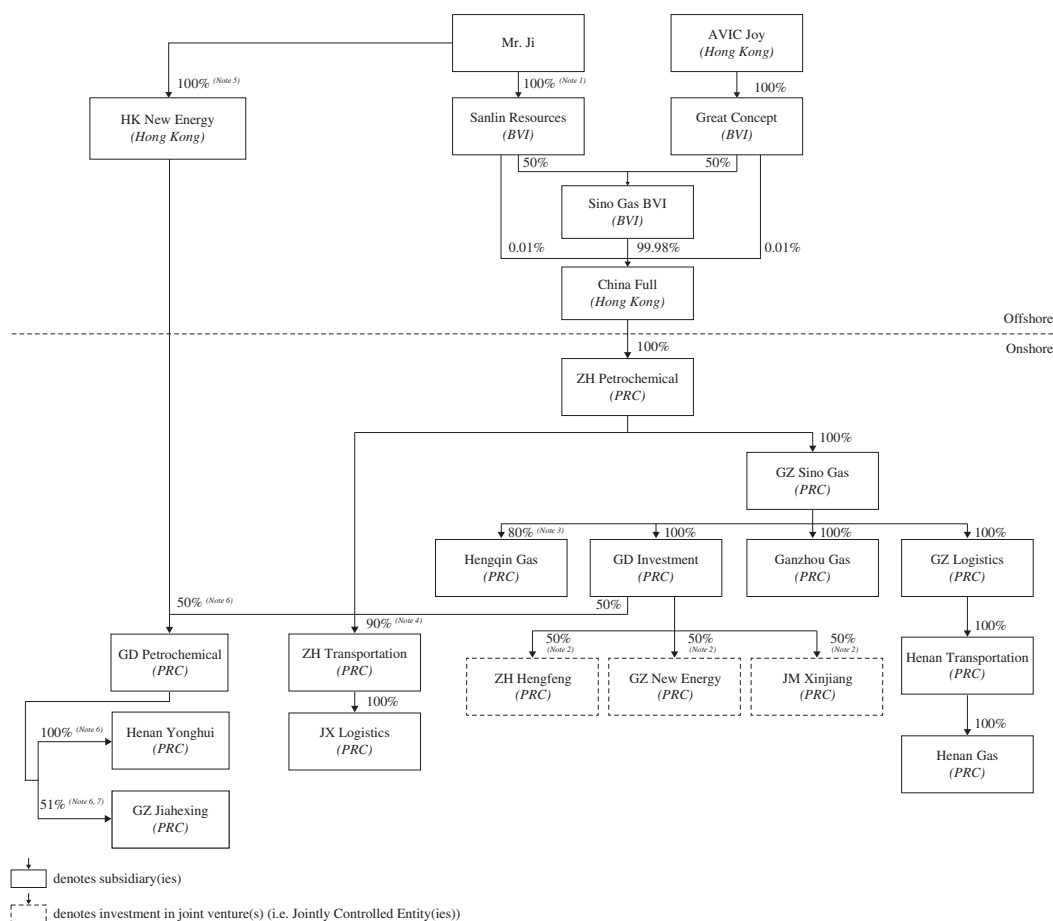 Mr. Ji
AVIC Joy
(Hong Kong)
100% (Note 5)
100% (Note 1)
100%
HK New Energy
(Hong Kong)
Sanlin Resources
(BVI)
Great Concept
(BVI)
50%
50%
Sino Gas BVI
(BVI)
0.01%
99.98%
0.01%
China Full
(Hong Kong)
Offshore
Onshore
100%
ZH Petrochemical
(PRC)
100%
GZ Sino Gas
(PRC)
80% (Note 3)
100%
100%
100%
Hengqin Gas
(PRC)
GD Investment
(PRC)
Ganzhou Gas
(PRC)
GZ Logistics
(PRC)
50% (Note 6)
50%
90% (Note 4)
50%
(Note 2)
50%
(Note 2)
50%
(Note 2)
100%
GD Petrochemical
(PRC)
ZH Transportation
(PRC)
ZH Hengfeng
(PRC)
GZ New Energy
(PRC)
JM Xinjiang
(PRC)
Henan Transportation
(PRC)
100%
100%
100% (Note 6)
Henan Yonghui
(PRC)
JX Logistics
(PRC)
Henan Gas
(PRC)
51% (Note 6, 7)
GZ Jiahexing
(PRC)
denotes subsidiary(ies)
denotes investment in joint venture(s) (i.e. Jointly Controlled Entity(ies))